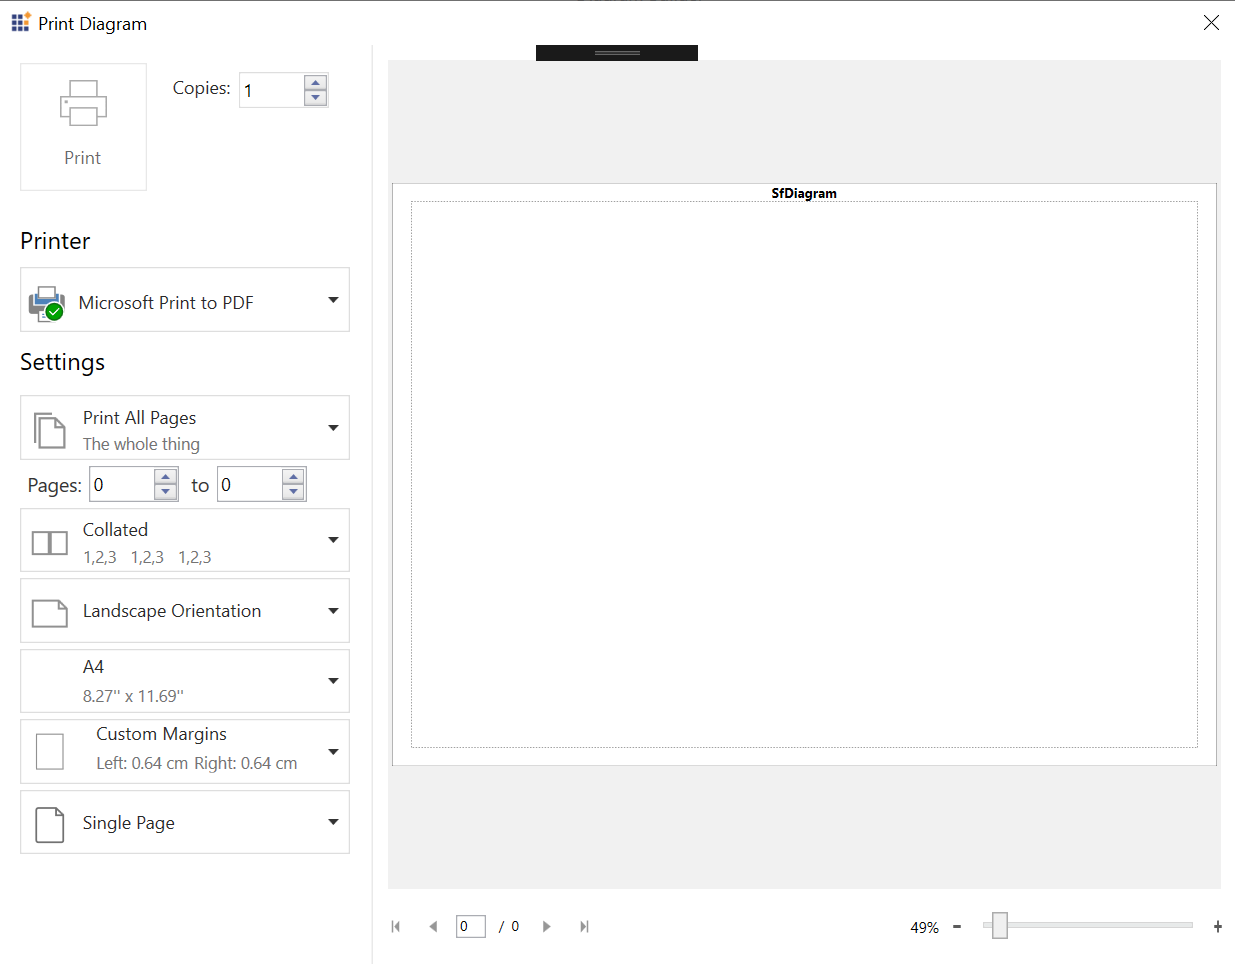 Print Diagram
Copies: 1
Print
Printer
Microsoft Print to PDF
Settings
Print All Pages
The whole thing
Pages: 0 to 0
Collated
1,2,3 1,2,3 1,2,3
Landscape Orientation
A4
8.27" x 11.69"
Custom Margins
Left: 0.64 cm Right: 0.64 cm
Single Page
SfDiagram
0 / 0
49% - +